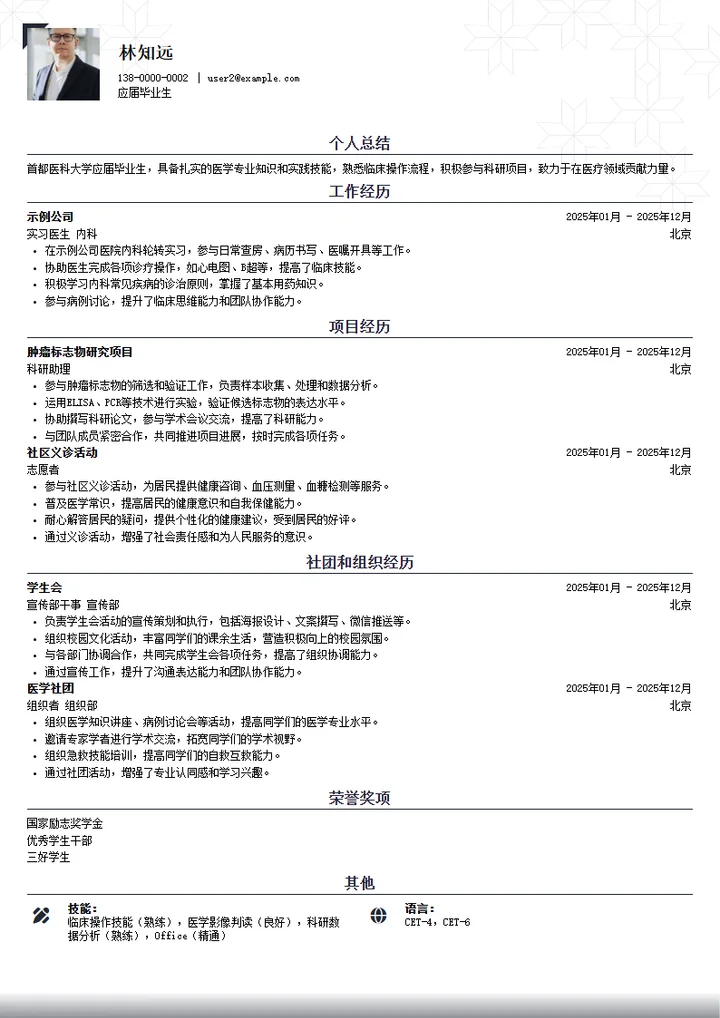 林知远
138-0000-0002 | user2@example.com
应届毕业生
个人总结
首都医科大学应届毕业生，具备扎实的医学专业知识和实践技能，熟悉临床操作流程，积极参与科研项目，致力于在医疗领域贡献力量。
工作经历
示例公司 2025年01月 - 2025年12月
实习医生 内科 北京
• 在示例公司医院内科轮转实习，参与日常查房、病历书写、医嘱开具等工作。
• 协助医生完成各项诊疗操作，如心电图、B超等，提高了临床技能。
• 积极学习内科常见疾病的诊治原则，掌握了基本用药知识。
• 参与病例讨论，提升了临床思维能力和团队协作能力。
项目经历
肿瘤标志物研究项目 2025年01月 - 2025年12月
科研助理 北京
• 参与肿瘤标志物的筛选和验证工作，负责样本收集、处理和数据分析。
• 运用ELISA、PCR等技术进行实验，验证候选标志物的表达水平。
• 协助撰写科研论文，参与学术会议交流，提高了科研能力。
• 与团队成员紧密合作，共同推进项目进展，按时完成各项任务。
社区义诊活动 2025年01月 - 2025年12月
志愿者 北京
• 参与社区义诊活动，为居民提供健康咨询、血压测量、血糖检测等服务。
• 普及医学常识，提高居民的健康意识和自我保健能力。
• 耐心解答居民的疑问，提供个性化的健康建议，受到居民的好评。
• 通过义诊活动，增强了社会责任感和为人民服务的意识。
社团和组织经历
学生会 2025年01月 - 2025年12月
宣传部干事 宣传部 北京
• 负责学生会活动的宣传策划和执行，包括海报设计、文案撰写、微信推送等。
• 组织校园文化活动，丰富同学们的课余生活，营造积极向上的校园氛围。
• 与各部门协调合作，共同完成学生会各项任务，提高了组织协调能力。
• 通过宣传工作，提升了沟通表达能力和团队协作能力。
医学社团 2025年01月 - 2025年12月
组织者 组织部 北京
• 组织医学知识讲座、病例讨论会等活动，提高同学们的医学专业水平。
• 邀请专家学者进行学术交流，拓宽同学们的学术视野。
• 组织急救技能培训，提高同学们的自救互救能力。
• 通过社团活动，增强了专业认同感和学习兴趣。
荣誉奖项
国家励志奖学金
优秀学生干部
三好学生
其他
技能：
临床操作技能（熟练），医学影像判读（良好），科研数
据分析（熟练），Office（精通）
语言：
CET-4，CET-6